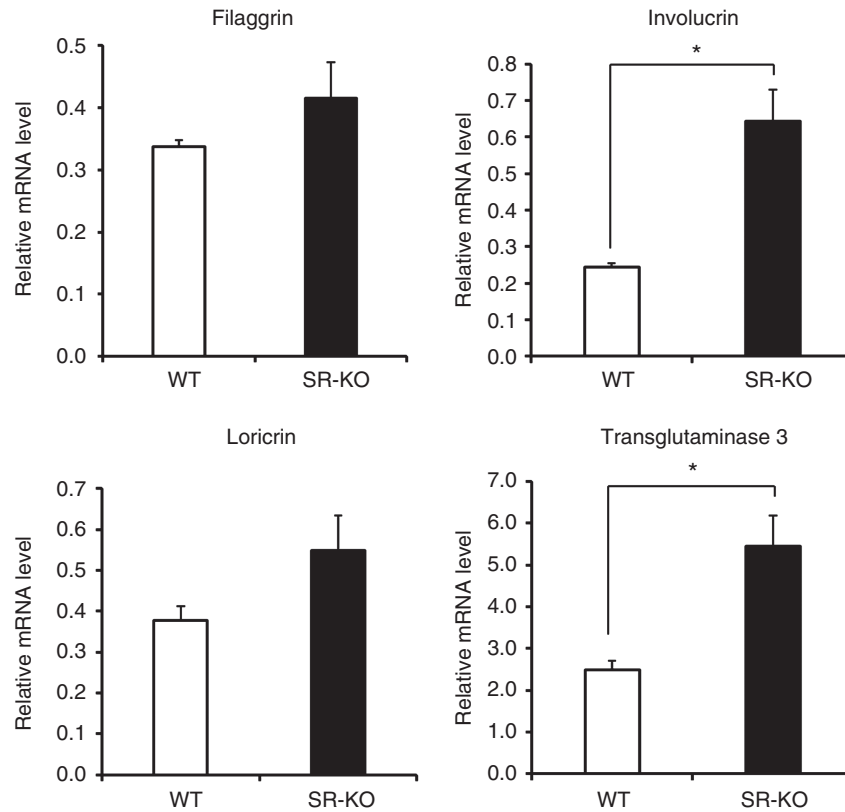 Filaggrin
Relative mRNA level
0.5
0.4
0.3
0.2
0.1
0.0
WT
SR-KO
Involucrin
Relative mRNA level
0.8
0.7
0.6
0.5
0.4
0.3
0.2
0.1
0.0
*
WT
SR-KO
Loricrin
Relative mRNA level
0.7
0.6
0.5
0.4
0.3
0.2
0.1
0.0
WT
SR-KO
Transglutaminase 3
Relative mRNA level
7.0
6.0
5.0
4.0
3.0
2.0
1.0
0.0
*
WT
SR-KO